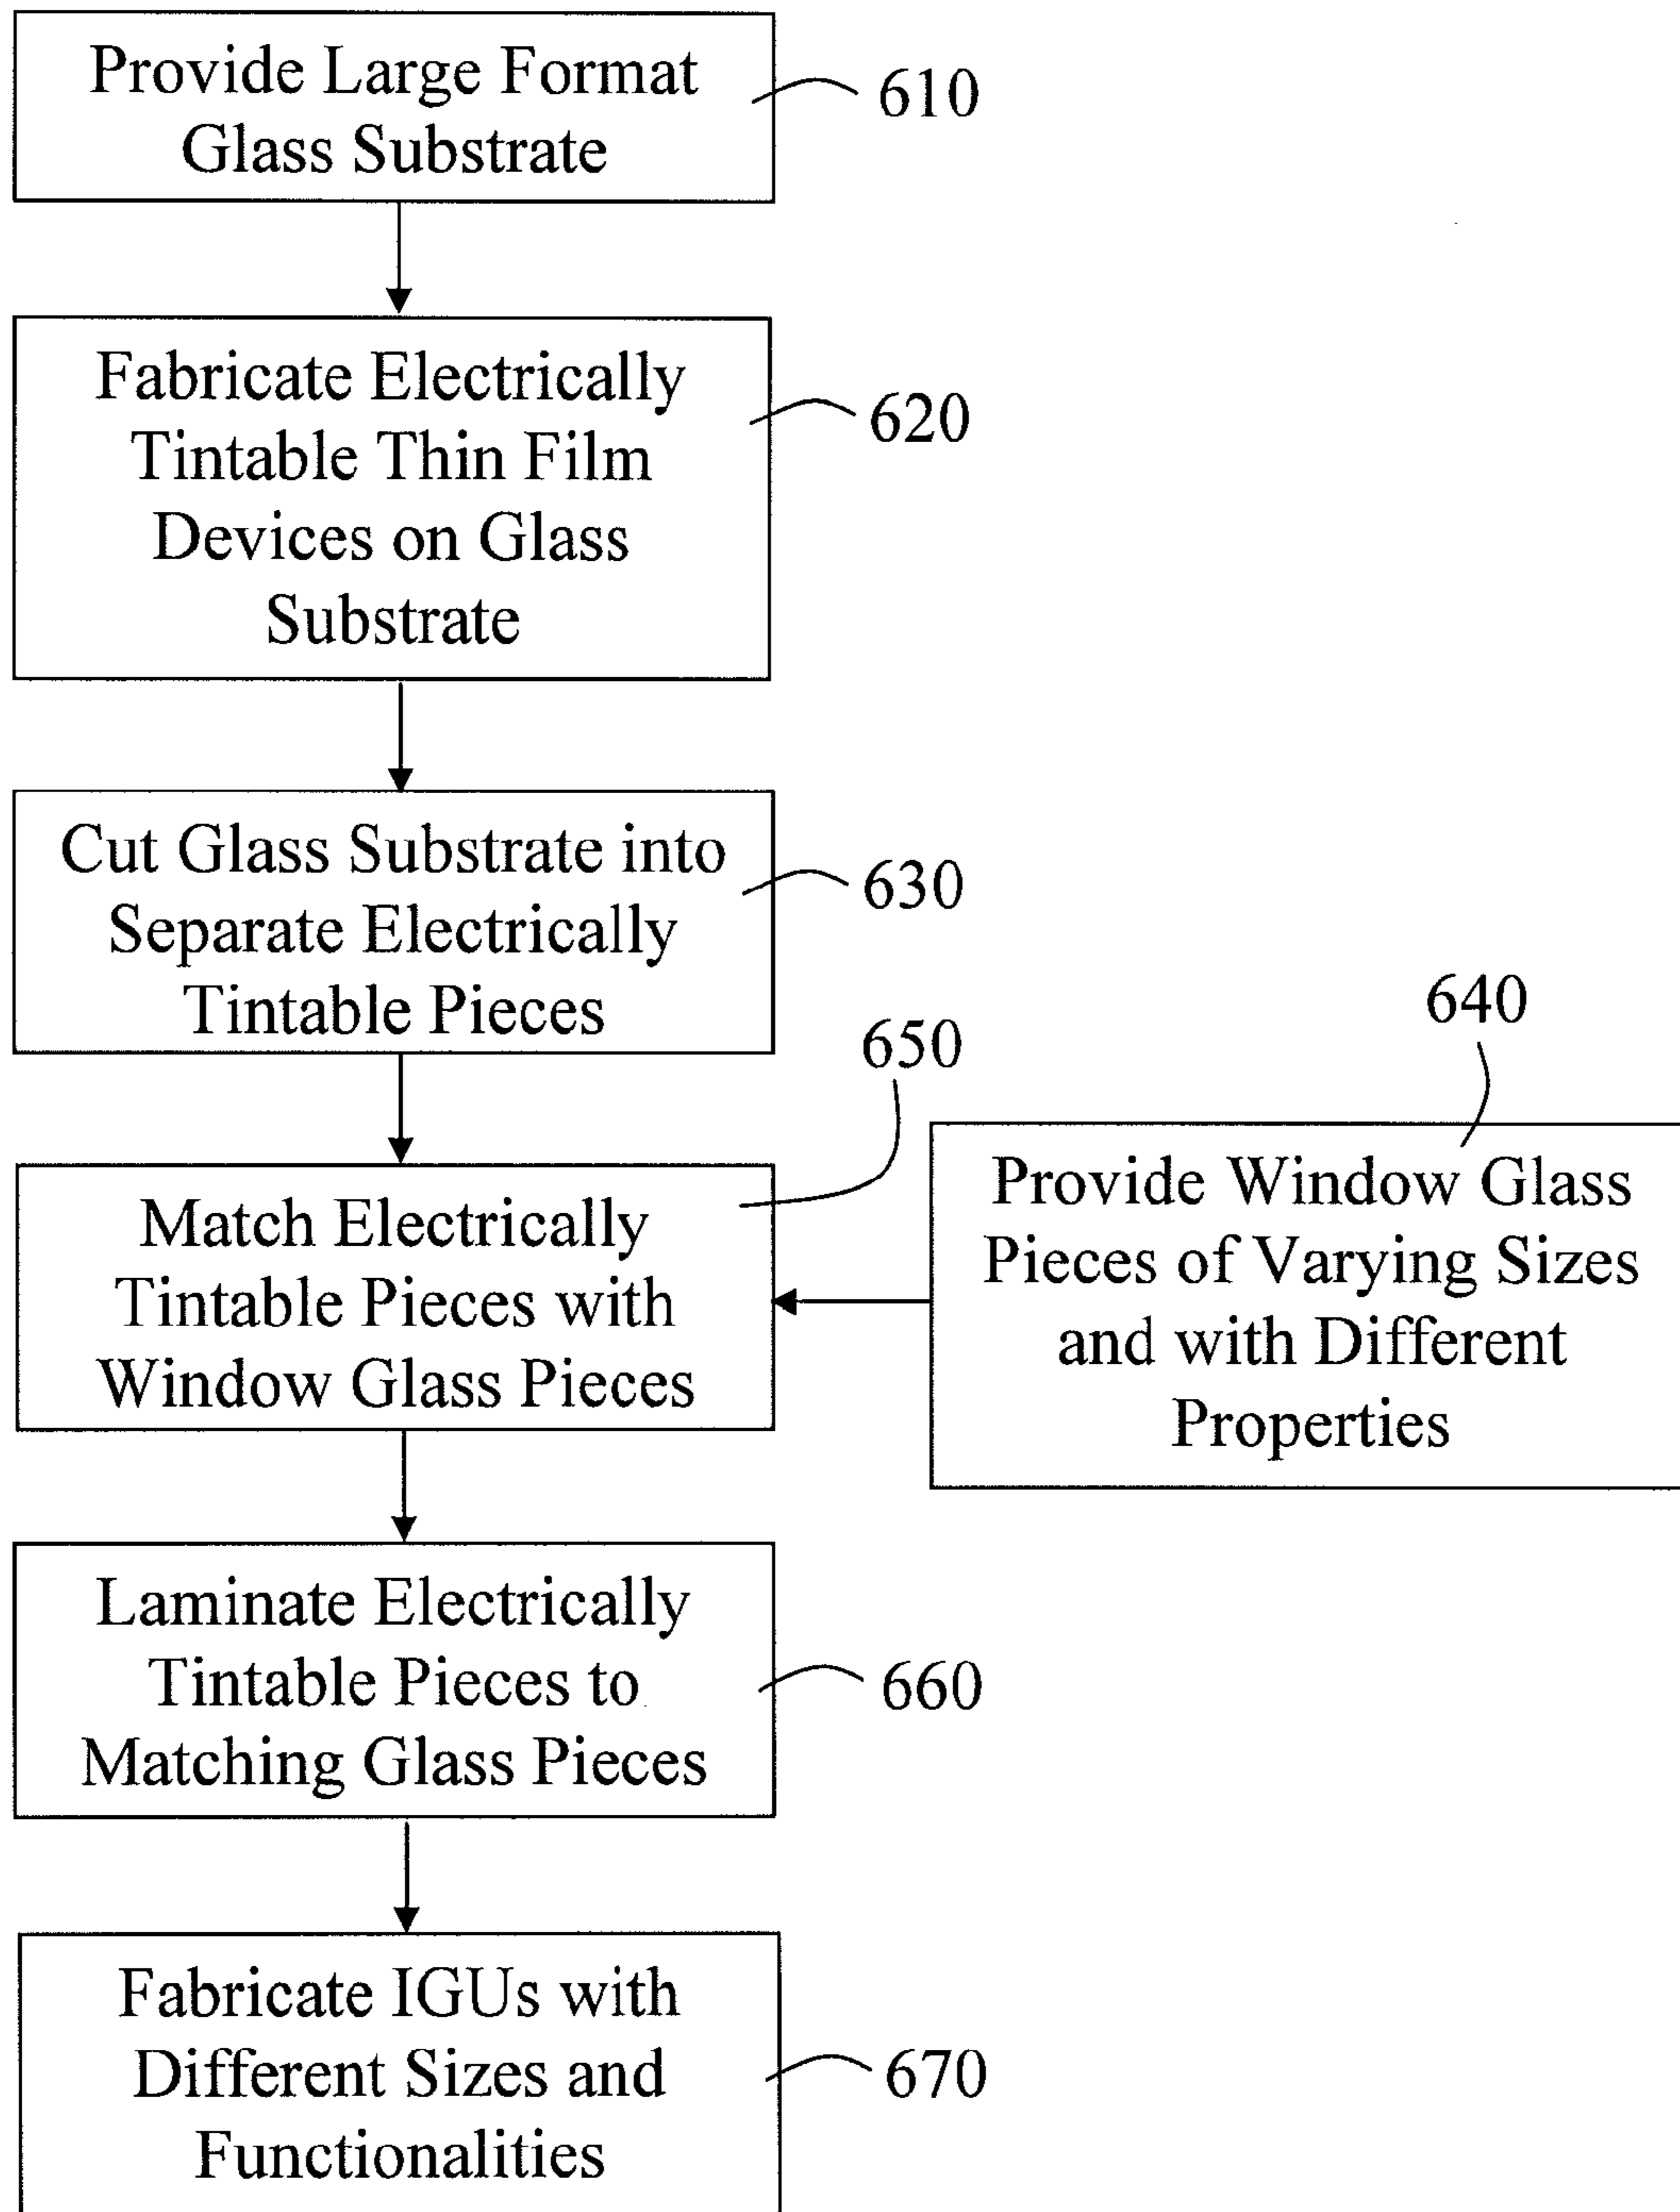 Provide Large Format
Glass Substrate
610
Fabricate Electrically
Tintable Thin Film
Devices on Glass
Substrate
620
Cut Glass Substrate into
Separate Electrically
Tintable Pieces
630
640
Provide Window Glass
Pieces of Varying Sizes
and with Different
Properties
650
Match Electrically
Tintable Pieces with
Window Glass Pieces
Laminate Electrically
Tintable Pieces to
Matching Glass Pieces
660
Fabricate IGUs with
Different Sizes and
Functionalities
670